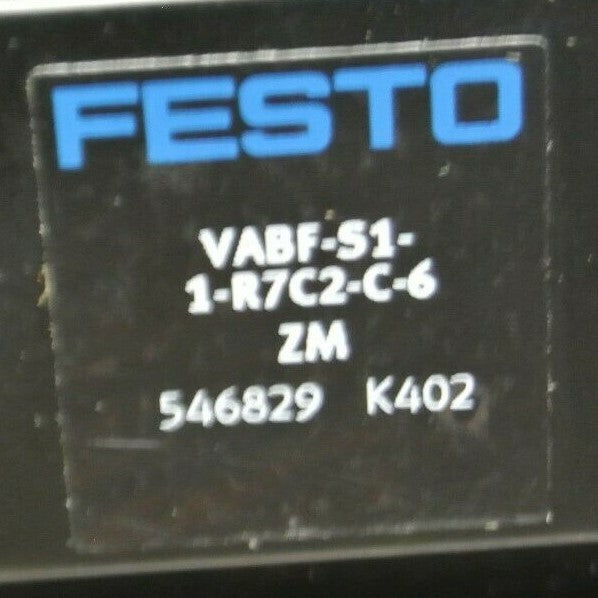 FESTO
VABF-S1-
1-R7C2-C-6
ZM
546829 K402